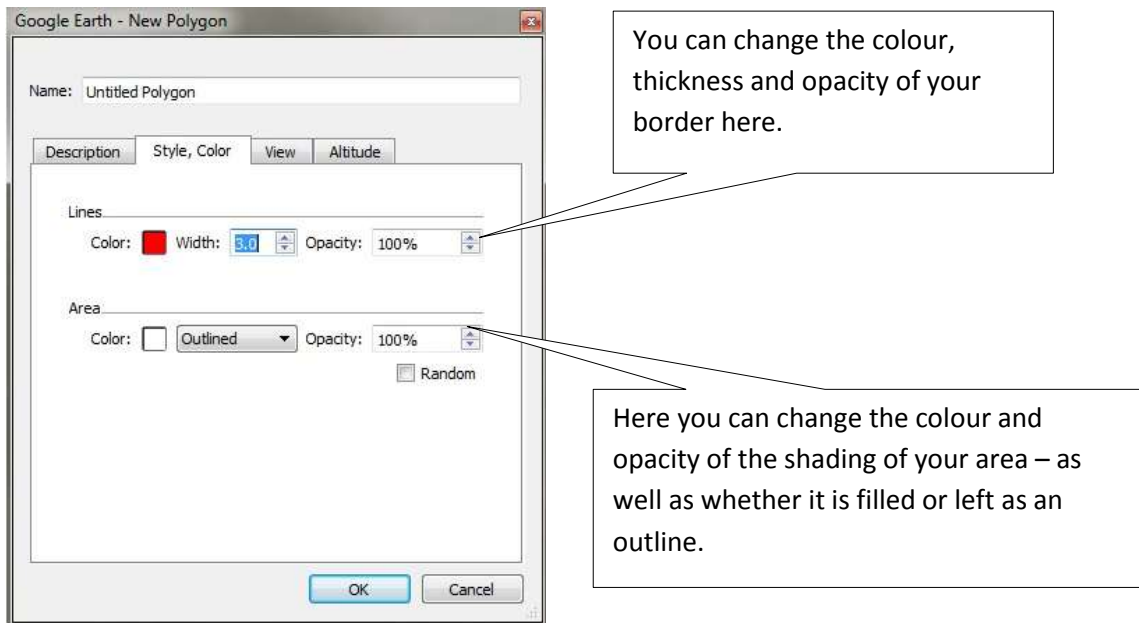 Google Earth - New Polygon
Name: Untitled Polygon
Description Style, Color View Altitude
Lines
Color: Width: 3.0 Opacity: 100%
Area
Color: Outlined Opacity: 100%
Random
OK Cancel
You can change the colour,
thickness and opacity of your
border here.
Here you can change the colour and
opacity of the shading of your area – as
well as whether it is filled or left as an
outline.